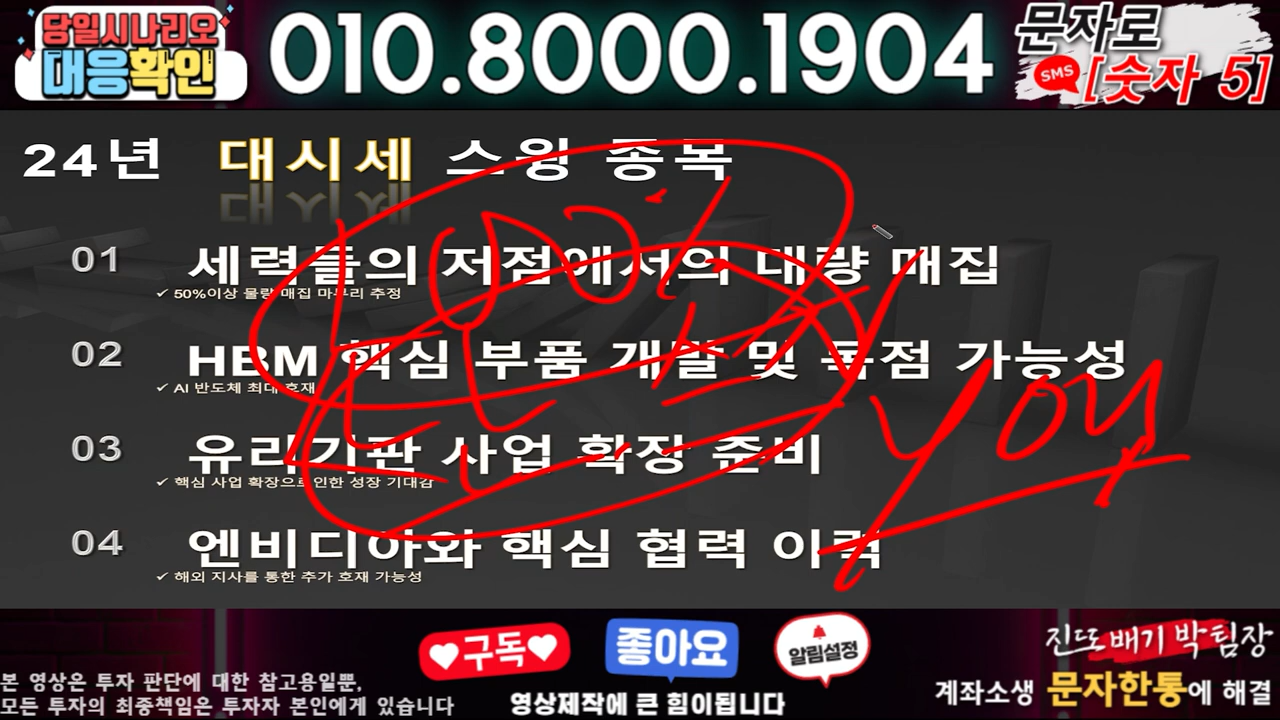 당일시나리오
대응확인
010.8000.1904
문자로
SMS [숫자 5]
24년 대시세 스윙 종목
01 세력들의 저점에서의 대량 매집
✓ 50%이상 물량 매집 마무리 추정
02 HBM 핵심 부품 개발 및 독점 가능성
✓ AI 반도체 최대 호재
03 유리기판 사업 확장 준비
✓ 핵심 사업 확장으로 인한 성장 기대감
04 엔비디아와 핵심 협력 이력
✓ 해외 지사를 통한 추가 호재 가능성
구독
좋아요
알림설정
영상제작에 큰 힘이됩니다
본 영상은 투자 판단에 대한 참고용일뿐,
모든 투자의 최종책임은 투자자 본인에게 있습니다
진또배기 박팀장
계좌소생 문자한통에 해결